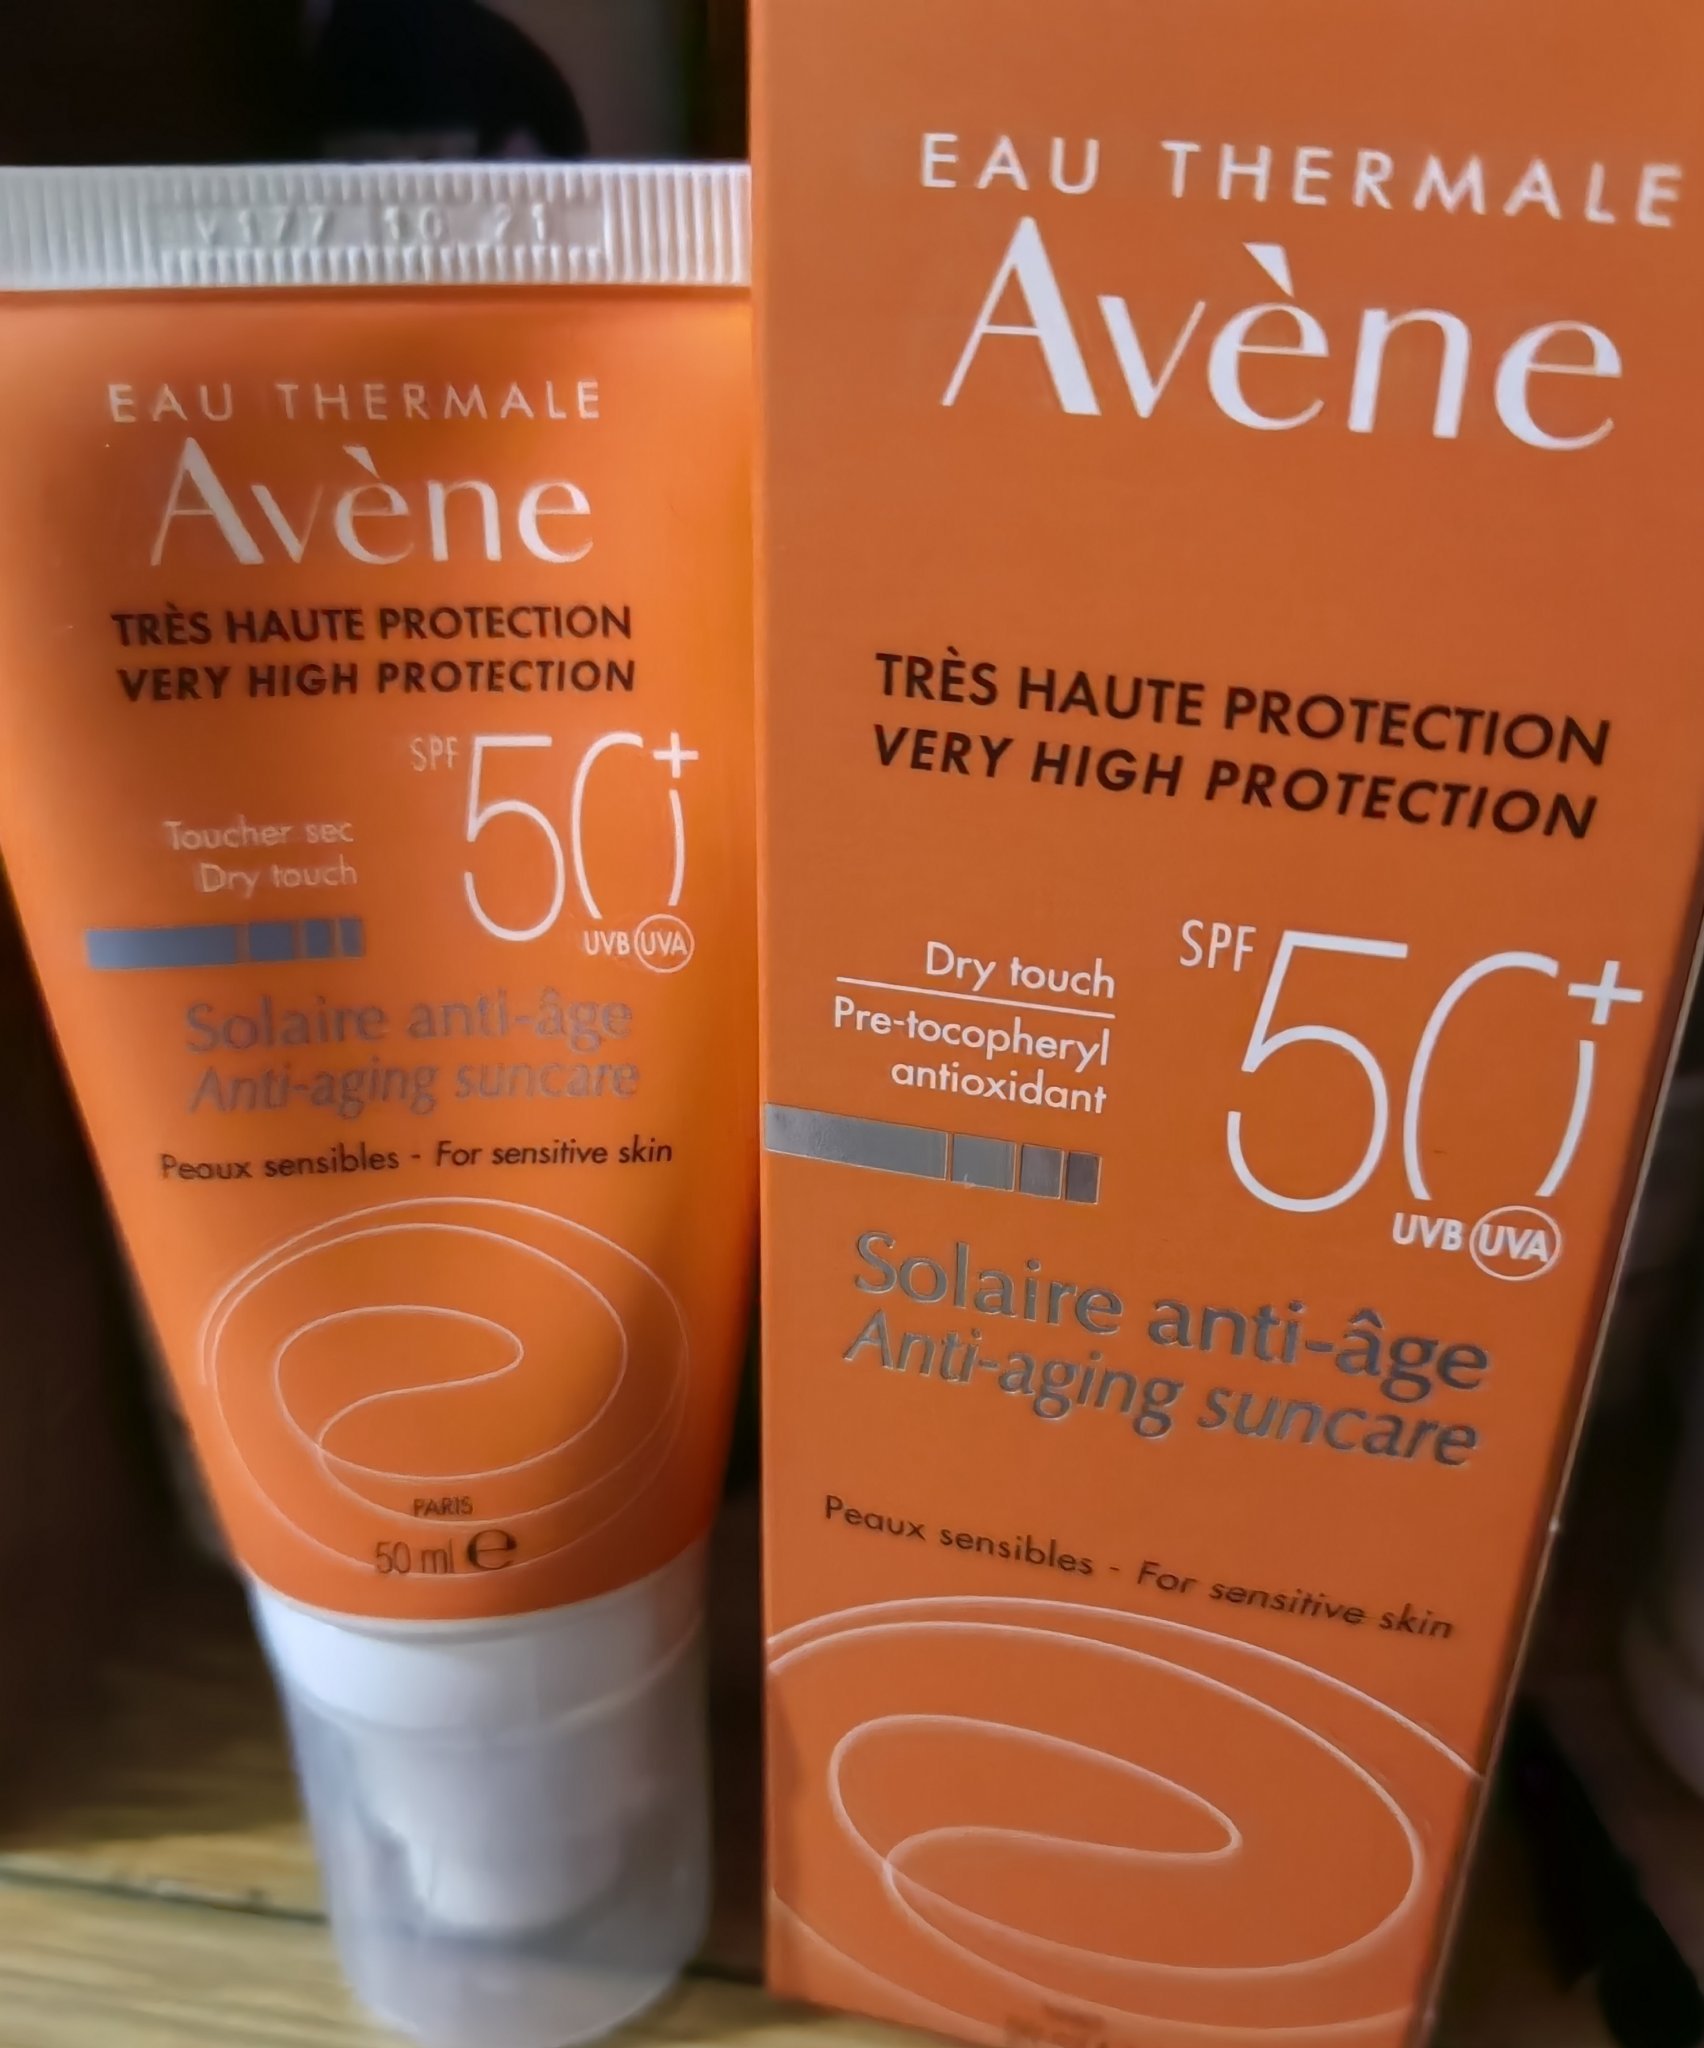 V177 10 21
EAU THERMALE
Avène
TRÈS HAUTE PROTECTION
VERY HIGH PROTECTION
SPF 50+
Toucher sec
Dry touch
UVB UVA
Solaire anti-âge
Anti-aging suncare
Peaux sensibles - For sensitive skin
PARIS
50 ml e
EAU THERMALE
Avène
TRÈS HAUTE PROTECTION
VERY HIGH PROTECTION
SPF 50+
Dry touch
Pre-tocopheryl
antioxidant
UVB UVA
Solaire anti-âge
Anti-aging suncare
Peaux sensibles - For sensitive skin